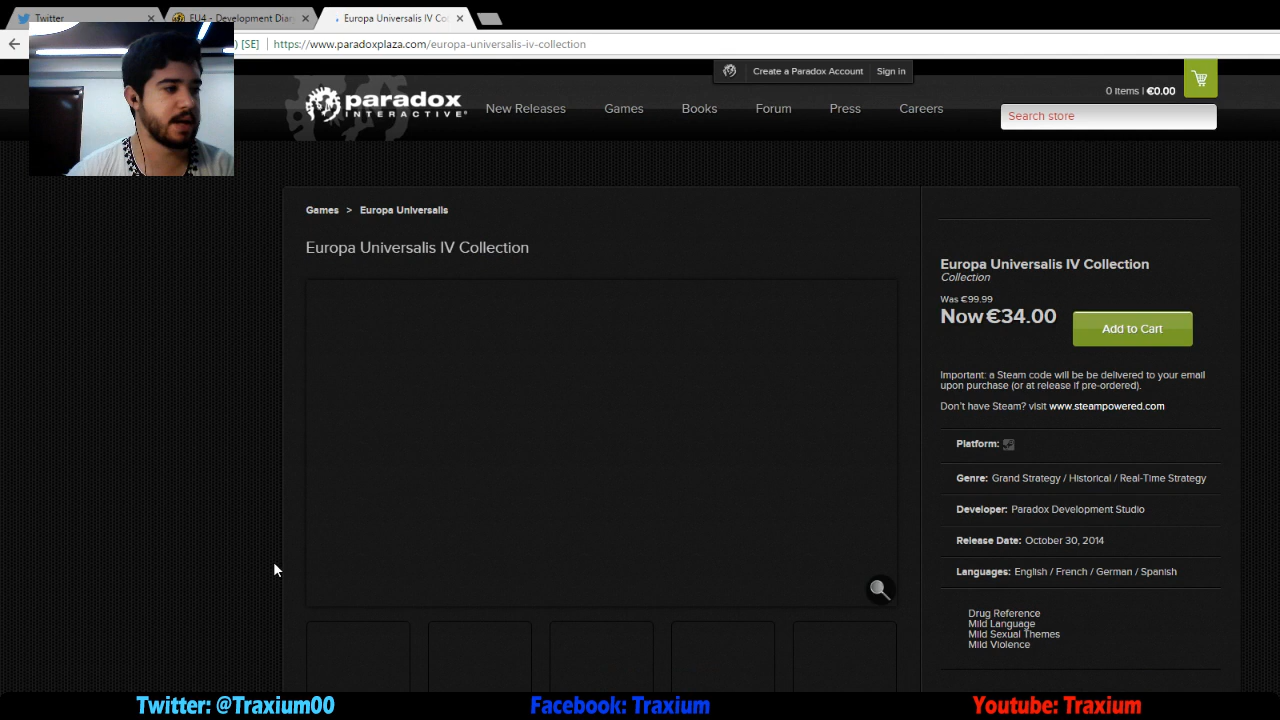 Twitter
EU4 - Development Diar
Europa Universalis IV Co
[SE] https://www.paradoxplaza.com/europa-universalis-iv-collection
Create a Paradox Account Sign in
0 Items | €0.00
paradox
INTERACTIVE
New Releases Games Books Forum Press Careers
Search store
Games > Europa Universalis
Europa Universalis IV Collection
Europa Universalis IV Collection
Collection
Was €99.99
Now €34.00
Add to Cart
Important: a Steam code will be be delivered to your email
upon purchase (or at release if pre-ordered).
Don't have Steam? visit www.steampowered.com
Platform:
Genre: Grand Strategy / Historical / Real-Time Strategy
Developer: Paradox Development Studio
Release Date: October 30, 2014
Languages: English / French / German / Spanish
Drug Reference
Mild Language
Mild Sexual Themes
Mild Violence
Twitter: @Traxium00 Facebook: Traxium Youtube: Traxium